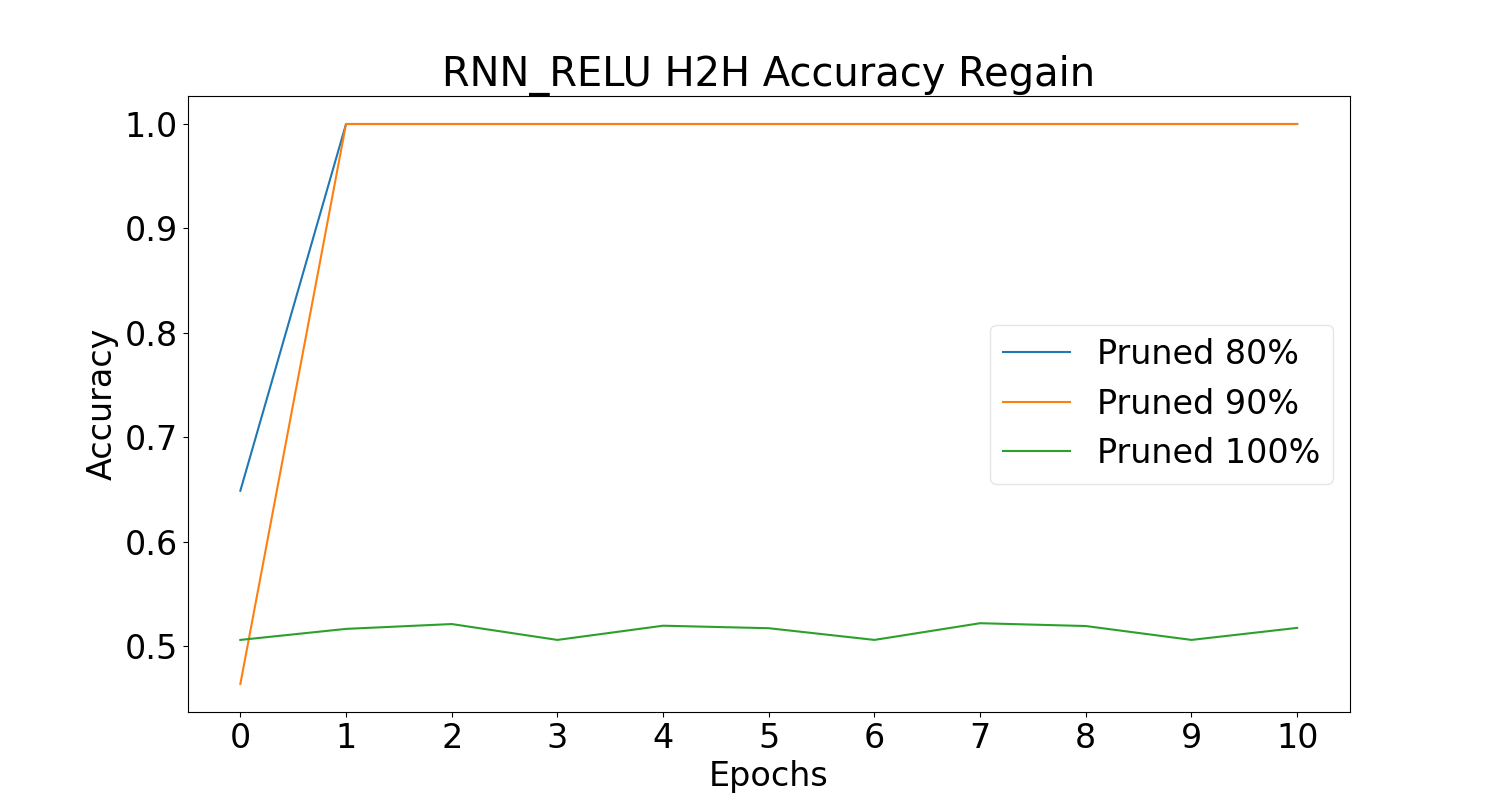 RNN_RELU H2H Accuracy Regain
1.0
0.9
0.8
0.7
0.6
0.5
Accuracy
Pruned 80%
Pruned 90%
Pruned 100%
0 1 2 3 4 5 6 7 8 9 10
Epochs